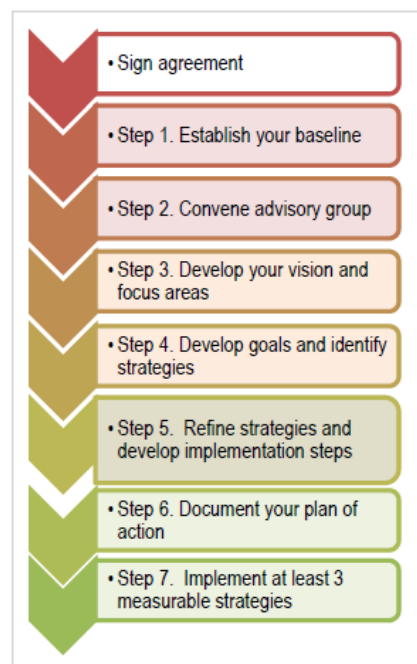 • Sign agreement
• Step 1. Establish your baseline
• Step 2. Convene advisory group
• Step 3. Develop your vision and
focus areas
• Step 4. Develop goals and identify
strategies
• Step 5.  Refine strategies and
develop implementation steps
• Step 6. Document your plan of
action
• Step 7.  Implement at least 3
measurable strategies